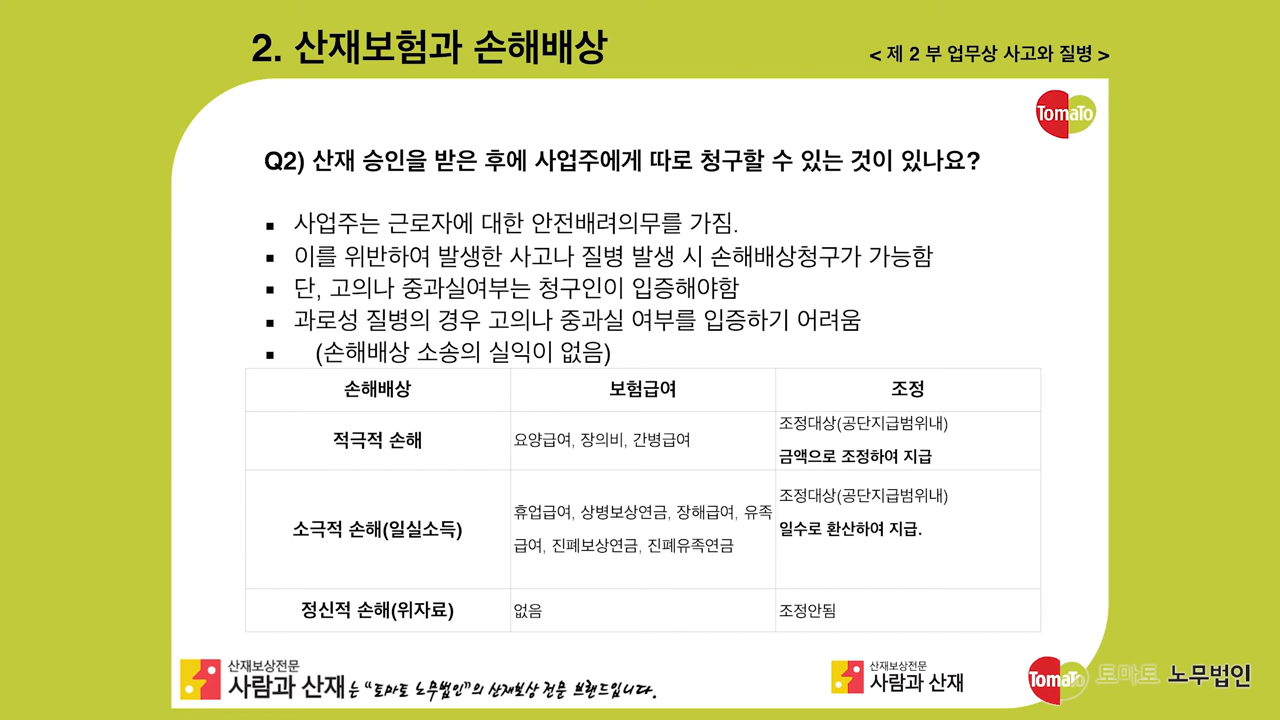 2. 산재보험과 손해배상
< 제 2 부 업무상 사고와 질병 >
TomaTo
Q2) 산재 승인을 받은 후에 사업주에게 따로 청구할 수 있는 것이 있나요?
▪ 사업주는 근로자에 대한 안전배려의무를 가짐.
▪ 이를 위반하여 발생한 사고나 질병 발생 시 손해배상청구가 가능함
▪ 단, 고의나 중과실여부는 청구인이 입증해야함
▪ 과로성 질병의 경우 고의나 중과실 여부를 입증하기 어려움
▪ (손해배상 소송의 실익이 없음)
손해배상 보험급여 조정
적극적 손해 요양급여, 장의비, 간병급여 조정대상(공단지급범위내)
금액으로 조정하여 지급
소극적 손해(일실소득) 휴업급여, 상병보상연금, 장해급여, 유족
급여, 진폐보상연금, 진폐유족연금
조정대상(공단지급범위내)
일수로 환산하여 지급.
정신적 손해(위자료) 없음 조정안됨
산재보상전문
사람과 산재는 “토마토 노무법인”의 산재보상 전문 브랜드입니다.
산재보상전문
사람과 산재
TomaTo 토마토 노무법인